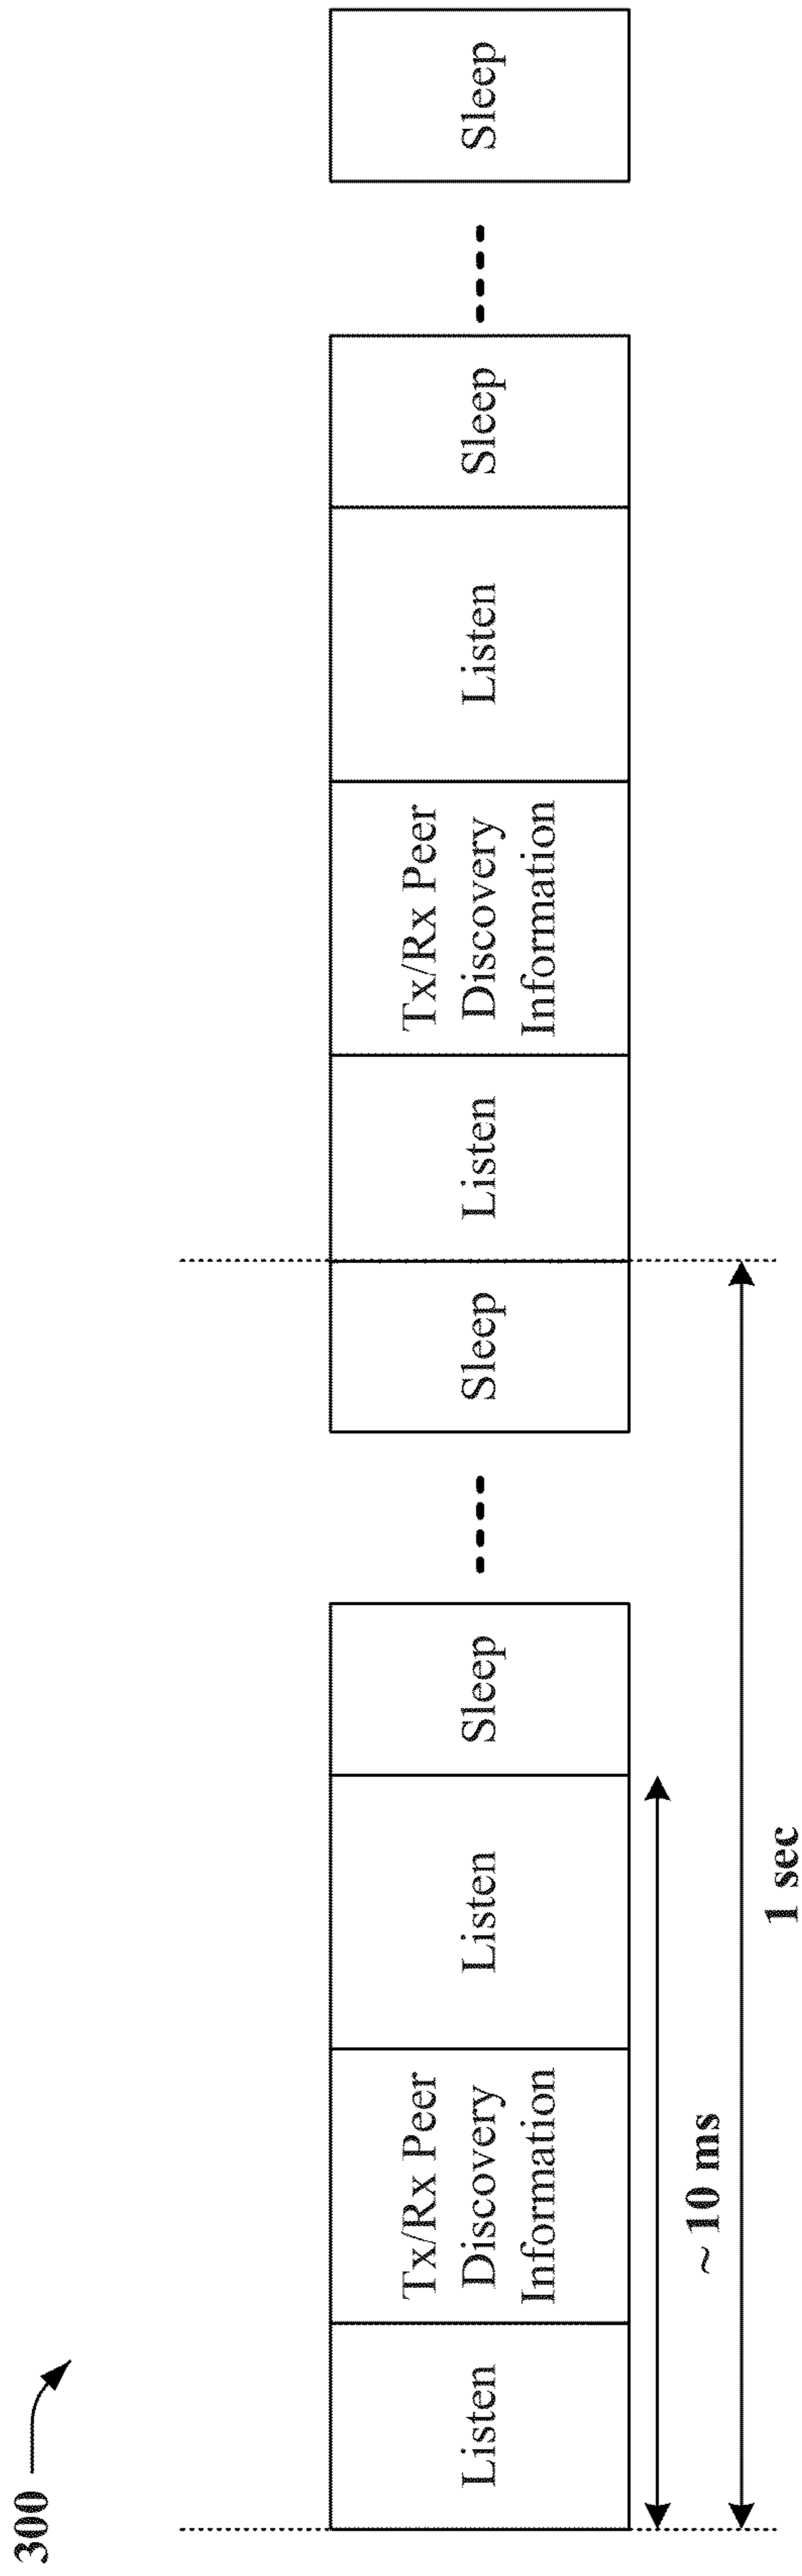 300
Listen
Tx/Rx Peer
Discovery
Information
Listen
Sleep
Sleep
Listen
Tx/Rx Peer
Discovery
Information
Listen
Sleep
Sleep
~ 10 ms
1 sec